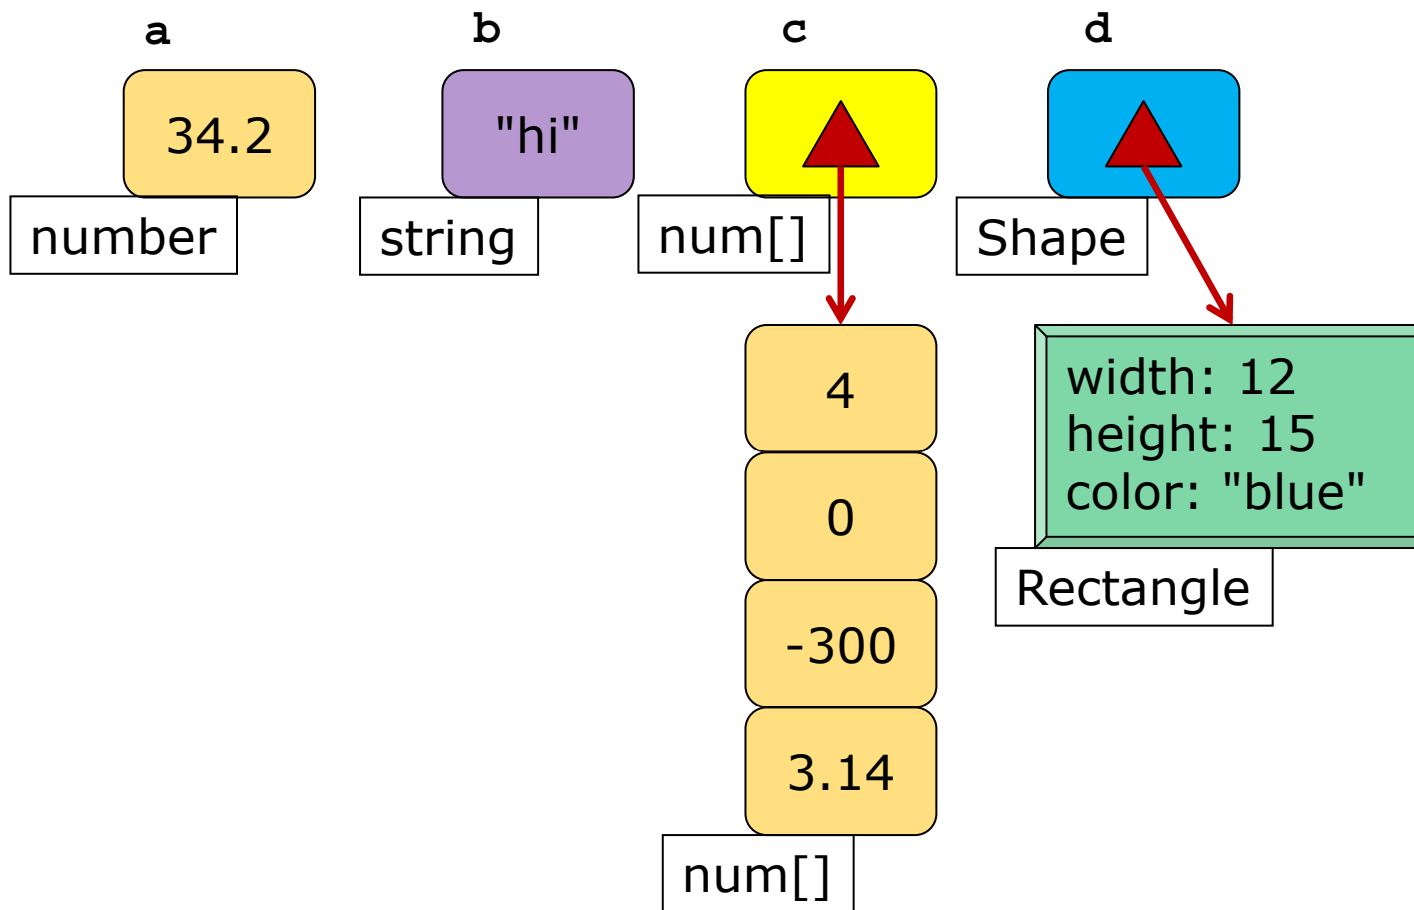 a b c d
34.2 "hi"
number string num[] Shape
4
0
-300
3.14
num[]
width: 12
height: 15
color: "blue"
Rectangle